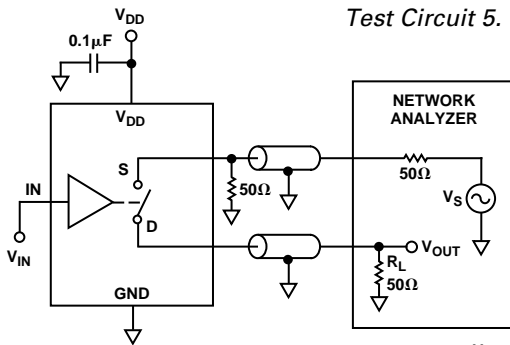 Test Circuit 5.
V_DD
0.1µF
V_DD
NETWORK
ANALYZER
S
50Ω
50Ω
V_S
IN
D
V_OUT
V_IN
R_L
50Ω
GND